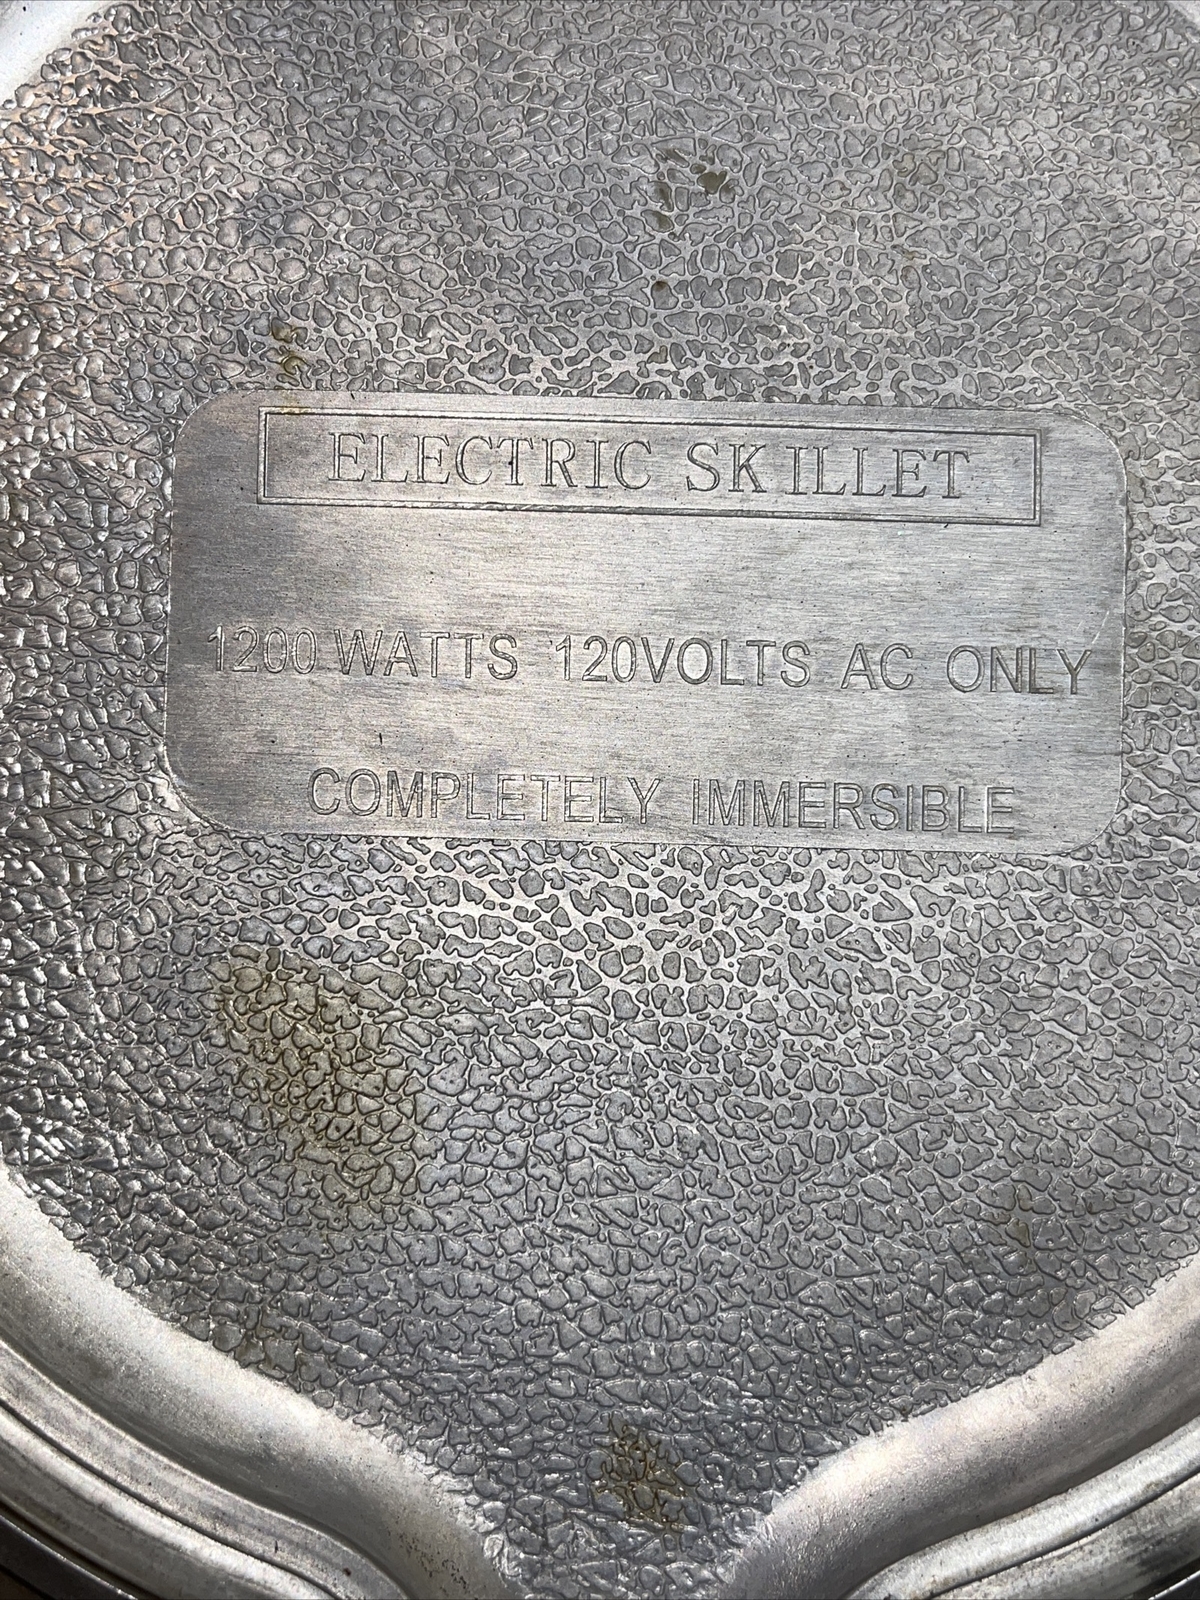 ELECTRIC SKILLET
1200 WATTS 120VOLTS AC ONLY
COMPLETELY IMMERSIBLE